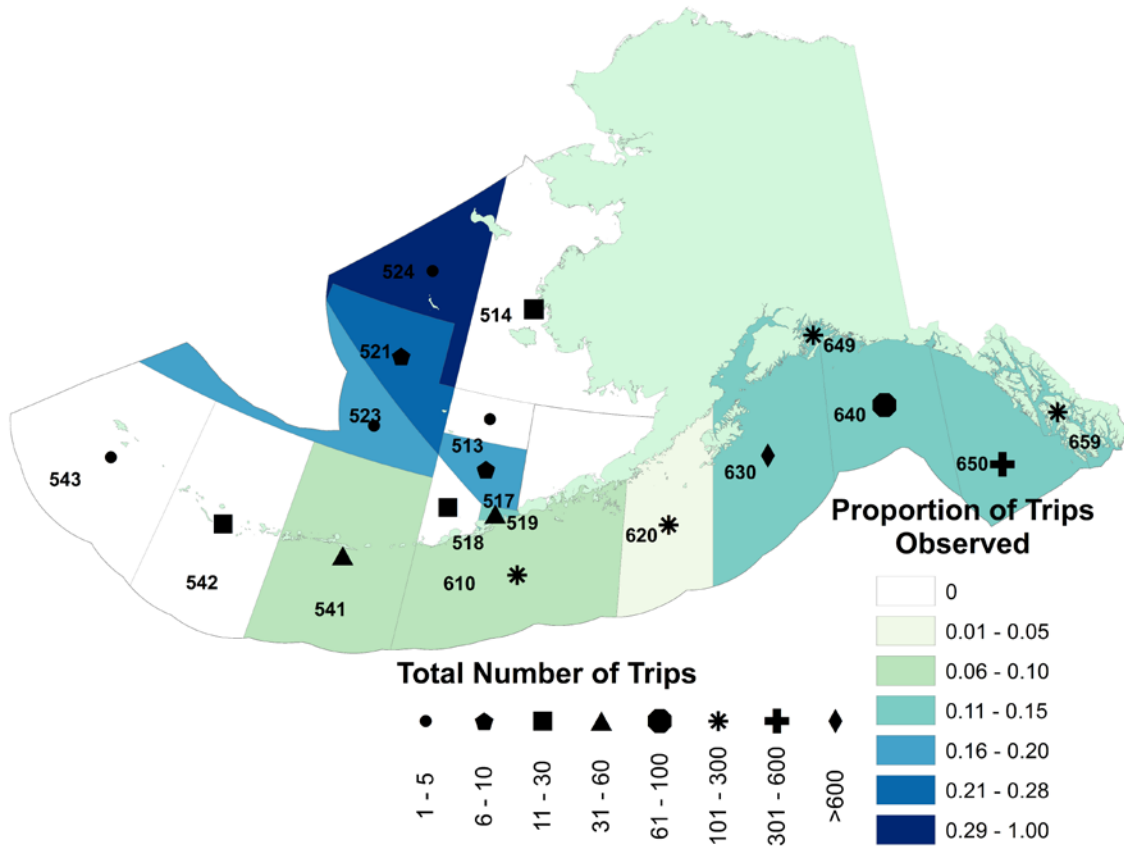 524
514
521
523
513
543
517
519
518
542
541
610
620
630
649
640
650
659
Proportion of Trips
Observed
0
0.01 - 0.05
0.06 - 0.10
0.11 - 0.15
0.16 - 0.20
0.21 - 0.28
0.29 - 1.00
Total Number of Trips
1 - 5
6 - 10
11 - 30
31 - 60
61 - 100
101 - 300
301 - 600
>600